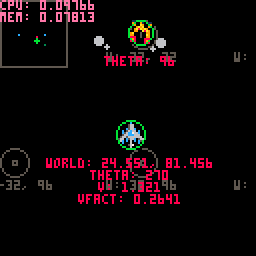 CPU: 0.09766
MEM: 0.07813
W:
THETA: 96
WORLD: 24.551, 81.456
-32, 96
THETA: 270
96
W:
VFACT: 0.2641